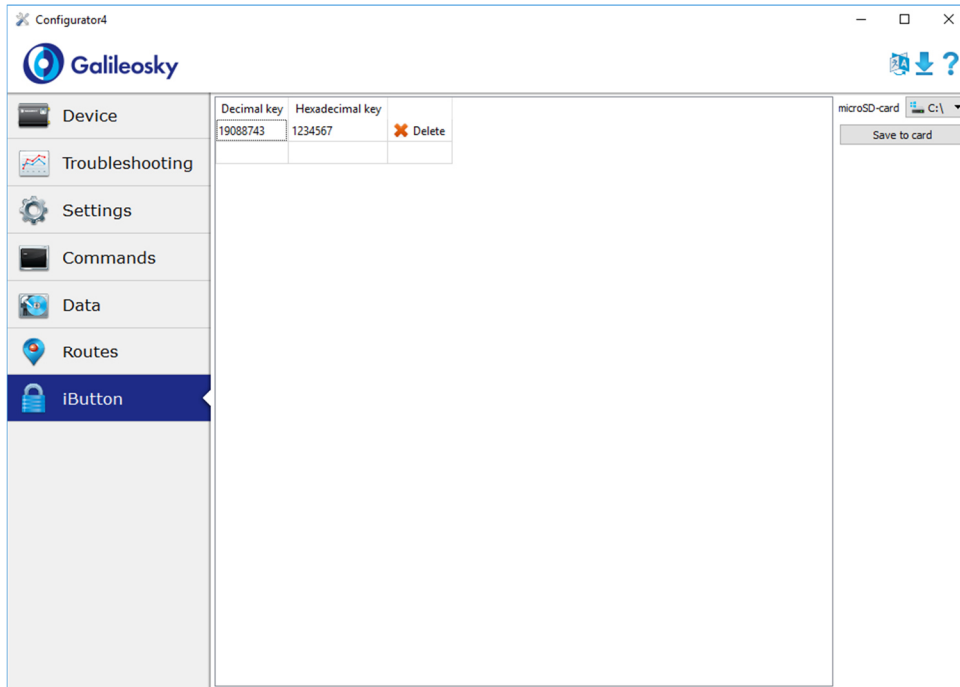 Configurator4
Galileosky
Device
Troubleshooting
Settings
Commands
Data
Routes
iButton
Decimal key Hexadecimal key
19088743 1234567 Delete
microSD-card C:\
Save to card